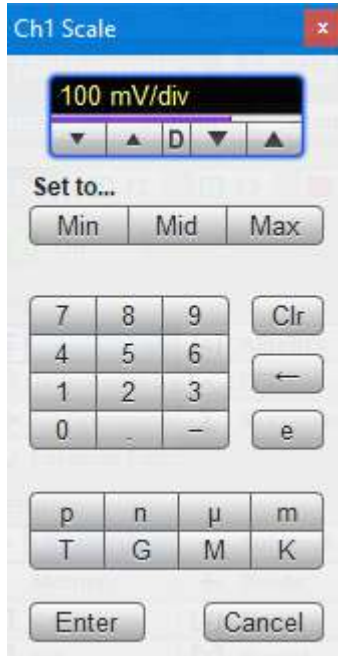 Ch1 Scale x
100 mV/div
▼ ▲ D ▼ ▲
Set to...
Min Mid Max
7 8 9 Clr
4 5 6 ←
1 2 3
0 . − e
p n µ m
T G M K
Enter Cancel